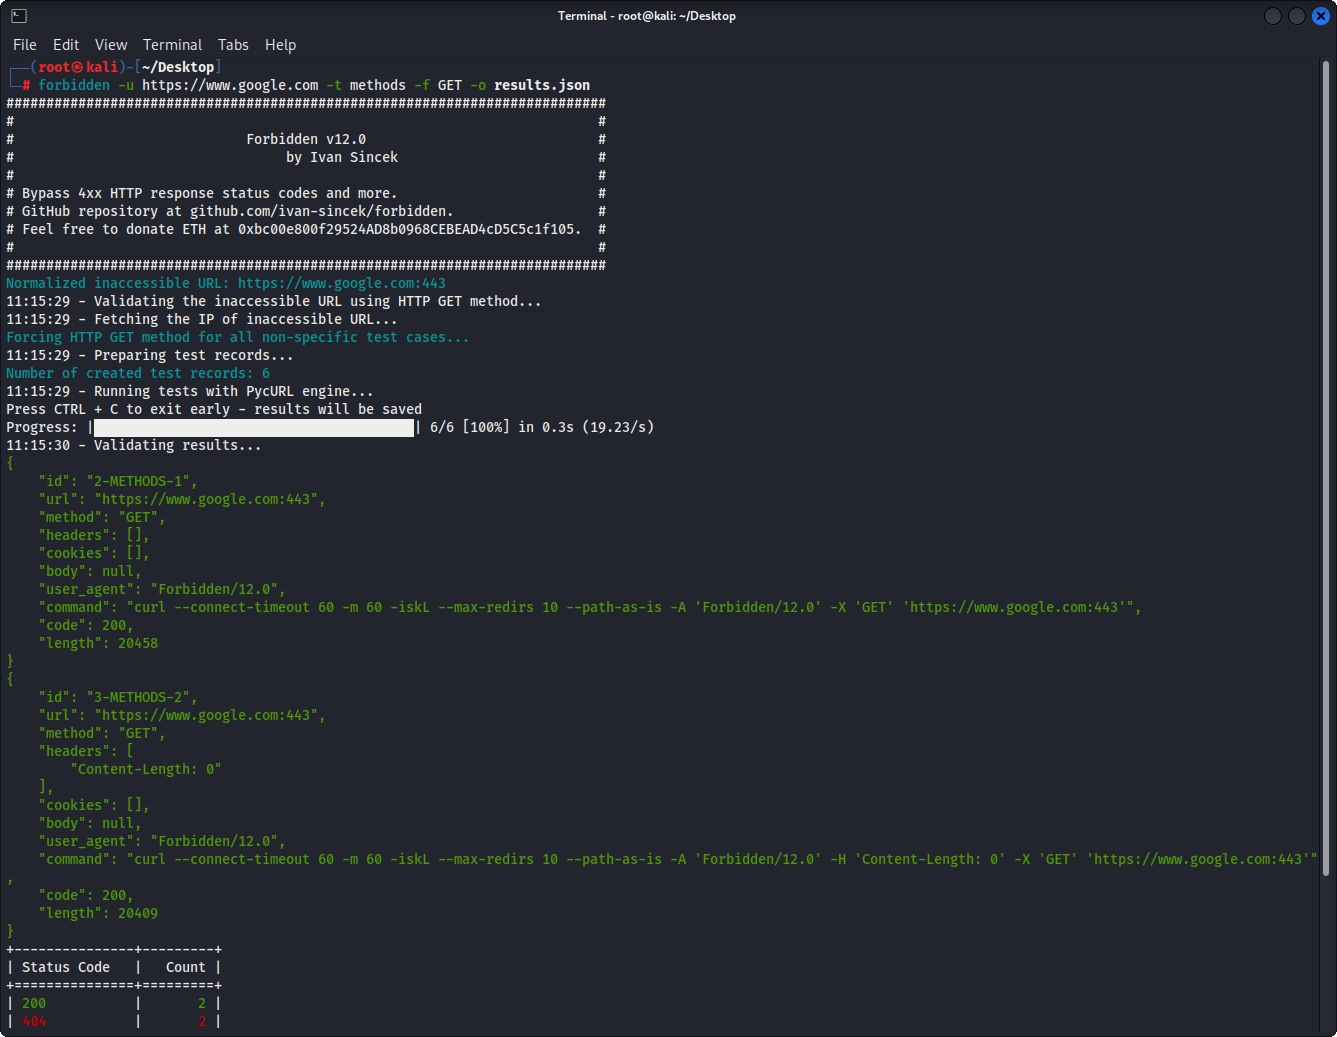 Terminal - root@kali: ~/Desktop
File Edit View Terminal Tabs Help
┌──(root㉿kali)-[~/Desktop]
└─# forbidden -u https://www.google.com -t methods -f GET -o results.json
###########################################################################
#                                                                         #
#                             Forbidden v12.0                             #
#                                  by Ivan Sincek                         #
#                                                                         #
# Bypass 4xx HTTP response status codes and more.                         #
# GitHub repository at github.com/ivan-sincek/forbidden.                  #
# Feel free to donate ETH at 0xbc00e800f29524AD8b0968CEBEAD4cD5C5c1f105.  #
#                                                                         #
###########################################################################
Normalized inaccessible URL: https://www.google.com:443
11:15:29 - Validating the inaccessible URL using HTTP GET method...
11:15:29 - Fetching the IP of inaccessible URL...
Forcing HTTP GET method for all non-specific test cases...
11:15:29 - Preparing test records...
Number of created test records: 6
11:15:29 - Running tests with PycURL engine...
Press CTRL + C to exit early - results will be saved
Progress: |████████████████████████████████████████| 6/6 [100%] in 0.3s (19.23/s)
11:15:30 - Validating results...
{
    "id": "2-METHODS-1",
    "url": "https://www.google.com:443",
    "method": "GET",
    "headers": [],
    "cookies": [],
    "body": null,
    "user_agent": "Forbidden/12.0",
    "command": "curl --connect-timeout 60 -m 60 -iskL --max-redirs 10 --path-as-is -A 'Forbidden/12.0' -X 'GET' 'https://www.google.com:443'",
    "code": 200,
    "length": 20458
}
{
    "id": "3-METHODS-2",
    "url": "https://www.google.com:443",
    "method": "GET",
    "headers": [
        "Content-Length: 0"
    ],
    "cookies": [],
    "body": null,
    "user_agent": "Forbidden/12.0",
    "command": "curl --connect-timeout 60 -m 60 -iskL --max-redirs 10 --path-as-is -A 'Forbidden/12.0' -H 'Content-Length: 0' -X 'GET' 'https://www.google.com:443'"
,
    "code": 200,
    "length": 20409
}
+---------------+---------+
| Status Code   |   Count |
+===============+=========+
| 200           |       2 |
| 404           |       2 |